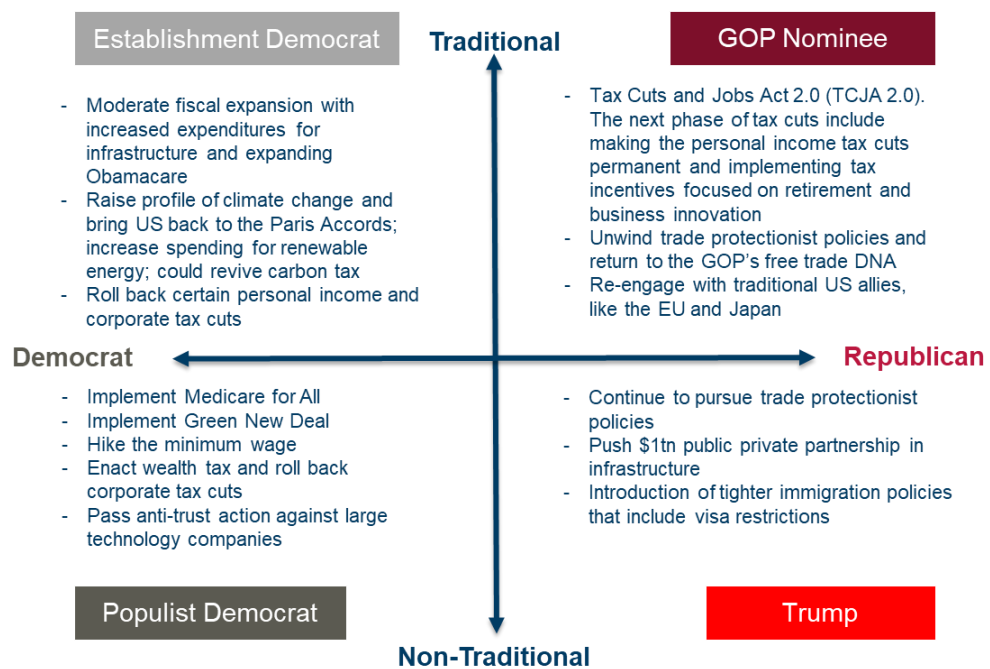 Establishment Democrat
Traditional
GOP Nominee
- Moderate fiscal expansion with
increased expenditures for
infrastructure and expanding
Obamacare
- Raise profile of climate change and
bring US back to the Paris Accords;
increase spending for renewable
energy; could revive carbon tax
- Roll back certain personal income and
corporate tax cuts
- Tax Cuts and Jobs Act 2.0 (TCJA 2.0).
The next phase of tax cuts include
making the personal income tax cuts
permanent and implementing tax
incentives focused on retirement and
business innovation
- Unwind trade protectionist policies and
return to the GOP's free trade DNA
- Re-engage with traditional US allies,
like the EU and Japan
Democrat
Republican
- Implement Medicare for All
- Implement Green New Deal
- Hike the minimum wage
- Enact wealth tax and roll back
corporate tax cuts
- Pass anti-trust action against large
technology companies
- Continue to pursue trade protectionist
policies
- Push $1tn public private partnership in
infrastructure
- Introduction of tighter immigration policies
that include visa restrictions
Populist Democrat
Trump
Non-Traditional